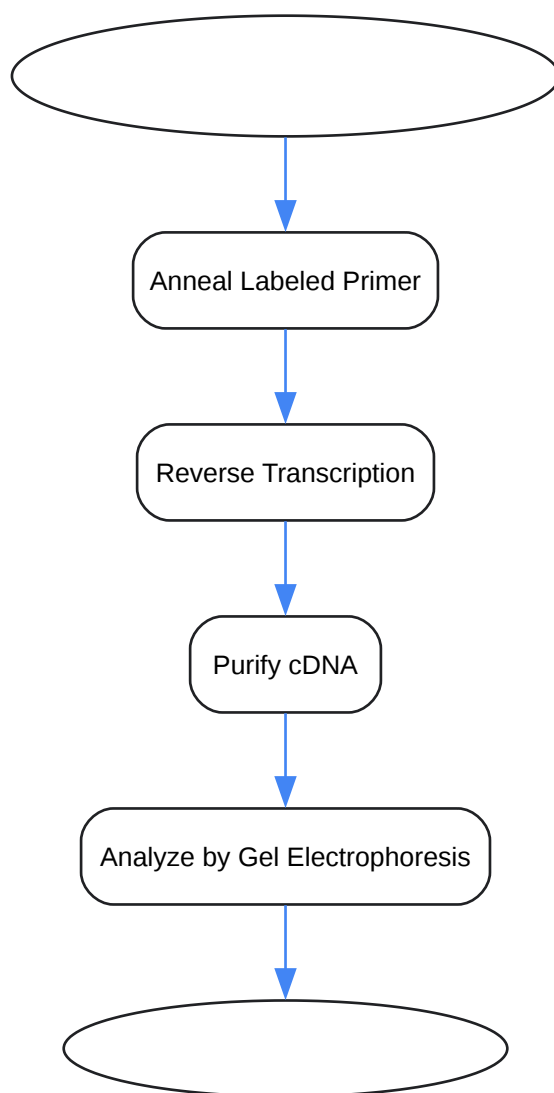 Anneal Labeled Primer
Reverse Transcription
Purify cDNA
Analyze by Gel Electrophoresis